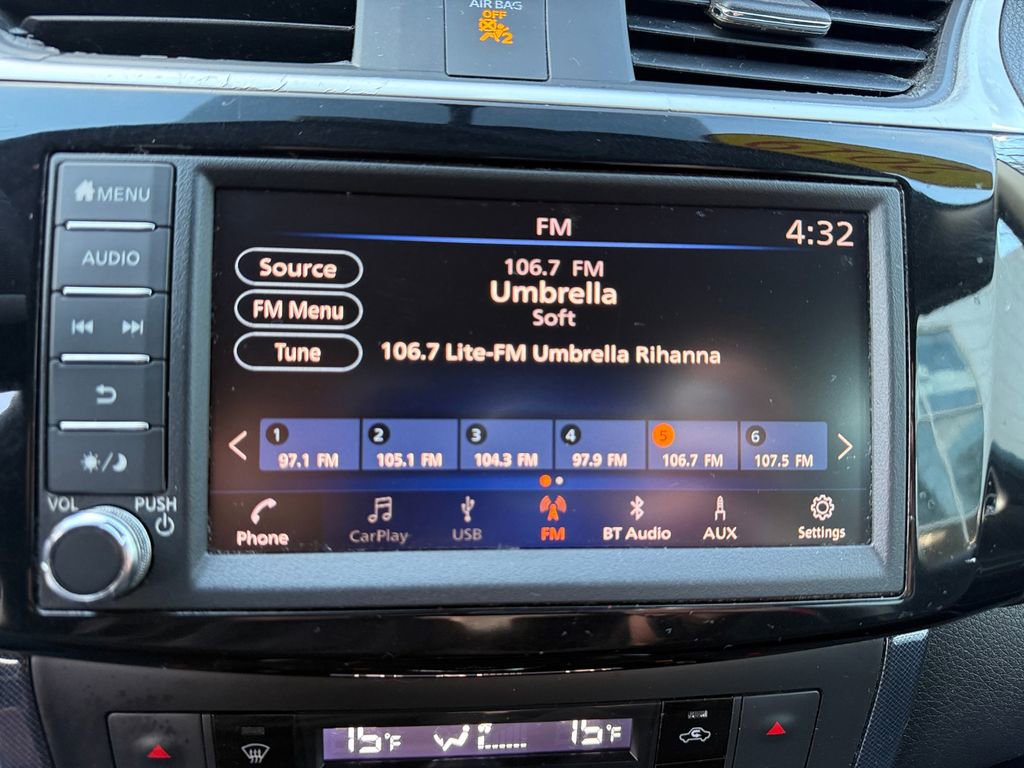 AIR BAG
OFF
2
MENU
AUDIO
VOL
PUSH
FM
4:32
Source
FM Menu
Tune
106.7 FM
Umbrella
Soft
106.7 Lite-FM Umbrella Rihanna
1
97.1 FM
2
105.1 FM
3
104.3 FM
4
97.9 FM
5
106.7 FM
6
107.5 FM
Phone
CarPlay
USB
FM
BT Audio
AUX
Settings